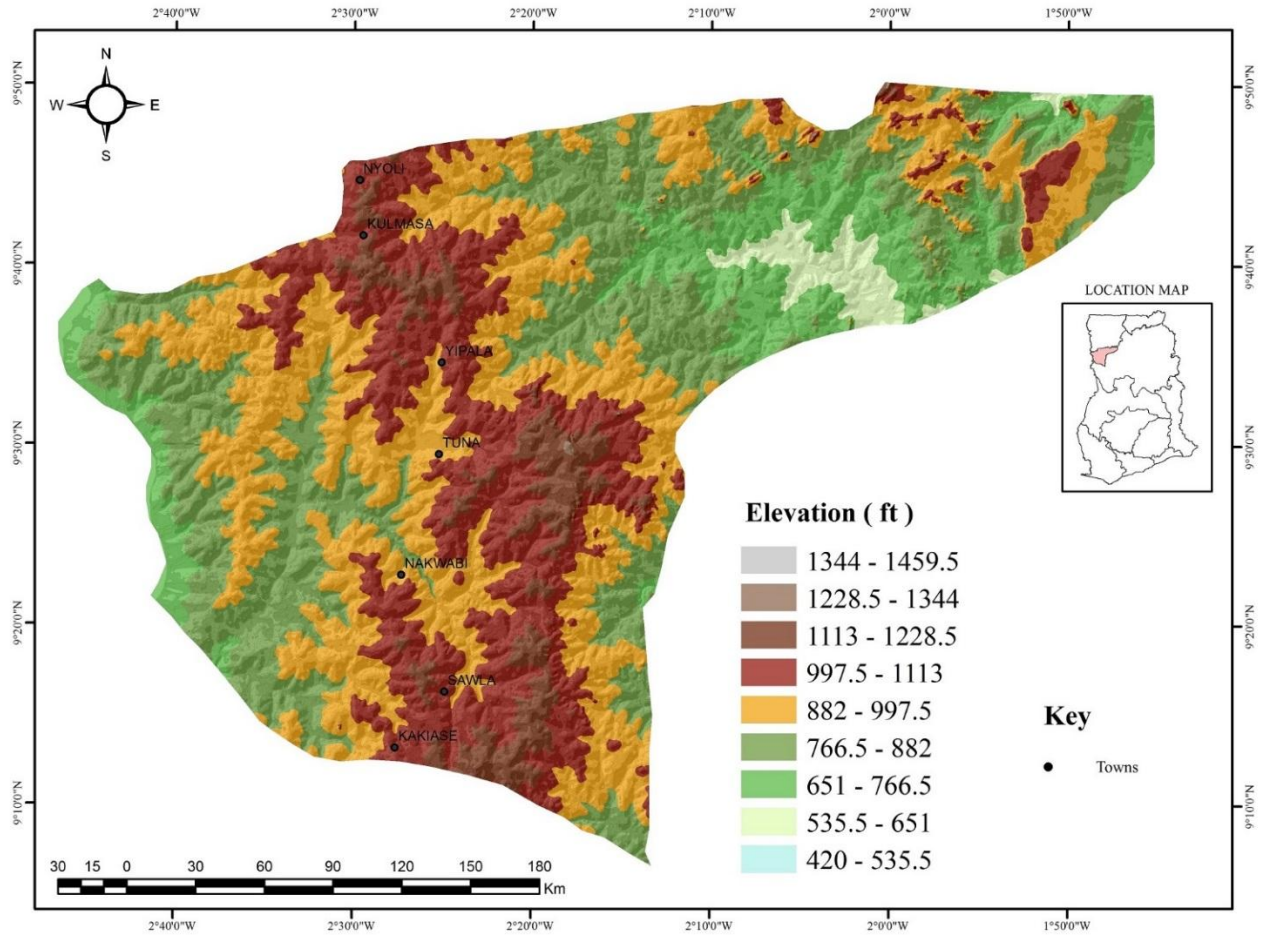 2°40'0"W 2°30'0"W 2°20'0"W 2°10'0"W 2°0'0"W 1°50'0"W
N
W E
S
9°50'0"N 9°50'0"N
NYOLI
KULMASA
9°40'0"N 9°40'0"N
LOCATION MAP
YIPALA
9°30'0"N 9°30'0"N
TUNA
Elevation ( ft )
1344 - 1459.5
NAKWABI
1228.5 - 1344
9°20'0"N 9°20'0"N
1113 - 1228.5
997.5 - 1113
SAWLA
882 - 997.5
Key
KAKIASE
766.5 - 882
Towns
651 - 766.5
9°10'0"N 9°10'0"N
535.5 - 651
420 - 535.5
30 15 0 30 60 90 120 150 180
Km
2°40'0"W 2°30'0"W 2°20'0"W 2°10'0"W 2°0'0"W 1°50'0"W